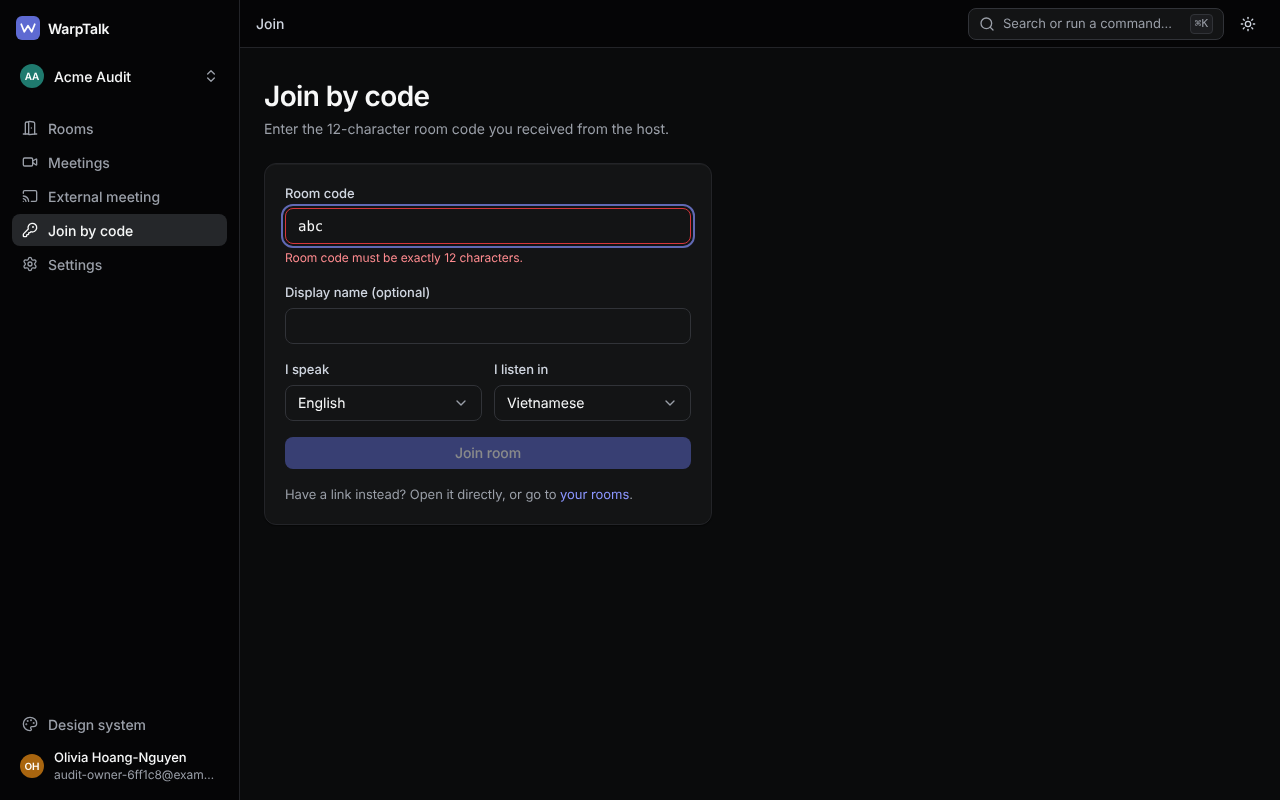 WarpTalk
Join
Search or run a command...
⌘K
AA
Acme Audit
Rooms
Meetings
External meeting
Join by code
Settings
Join by code
Enter the 12-character room code you received from the host.
Room code
abc
Room code must be exactly 12 characters.
Display name (optional)
I speak
I listen in
English
Vietnamese
Join room
Have a link instead? Open it directly, or go to your rooms.
Design system
OH
Olivia Hoang-Nguyen
audit-owner-6ff1c8@exam...